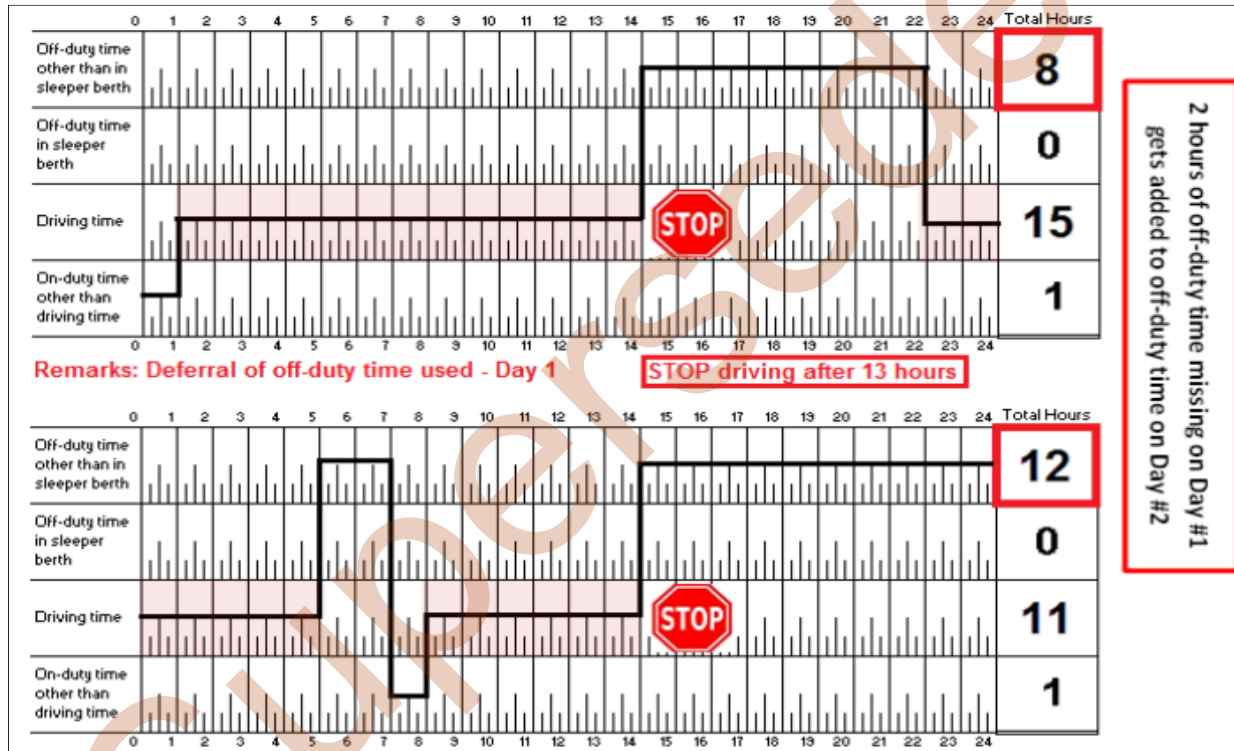 0 1 2 3 4 5 6 7 8 9 10 11 12 13 14 15 16 17 18 19 20 21 22 23 24 Total Hours
Off-duty time
other than in
sleeper berth
8
Off-duty time
in sleeper
berth
0
Driving time
STOP
15
On-duty time
other than
driving time
1
0 1 2 3 4 5 6 7 8 9 10 11 12 13 14 15 16 17 18 19 20 21 22 23 24
Remarks: Deferral of off-duty time used - Day 1
STOP driving after 13 hours
0 1 2 3 4 5 6 7 8 9 10 11 12 13 14 15 16 17 18 19 20 21 22 23 24 Total Hours
Off-duty time
other than in
sleeper berth
12
Off-duty time
in sleeper
berth
0
Driving time
STOP
11
On-duty time
other than
driving time
1
0 1 2 3 4 5 6 7 8 9 10 11 12 13 14 15 16 17 18 19 20 21 22 23 24
2 hours of off-duty time missing on Day #1
gets added to off-duty time on Day #2
Supersede